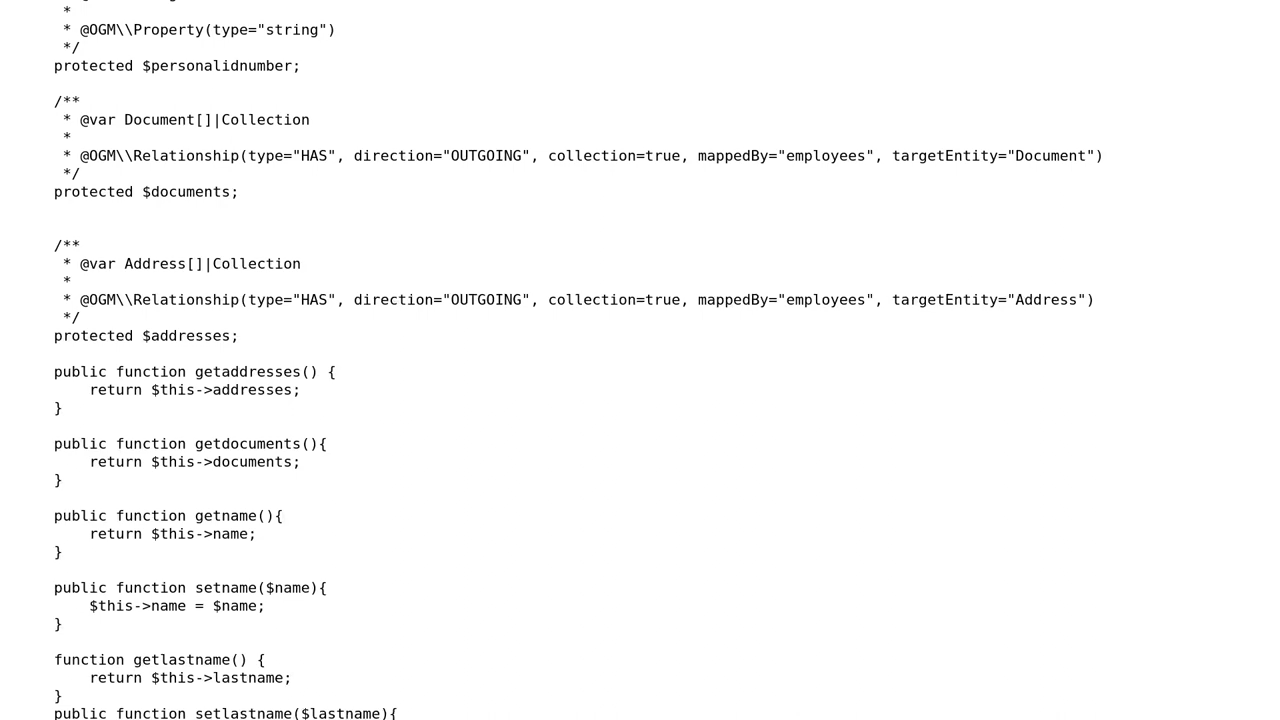 *
* @OGM\\Property(type="string")
*/
protected $personalidnumber;
/**
* @var Document[]|Collection
*
* @OGM\\Relationship(type="HAS", direction="OUTGOING", collection=true, mappedBy="employees", targetEntity="Document")
*/
protected $documents;
/**
* @var Address[]|Collection
*
* @OGM\\Relationship(type="HAS", direction="OUTGOING", collection=true, mappedBy="employees", targetEntity="Address")
*/
protected $addresses;
public function getaddresses() {
return $this->addresses;
}
public function getdocuments(){
return $this->documents;
}
public function getname(){
return $this->name;
}
public function setname($name){
$this->name = $name;
}
function getlastname() {
return $this->lastname;
}
public function setlastname($lastname){